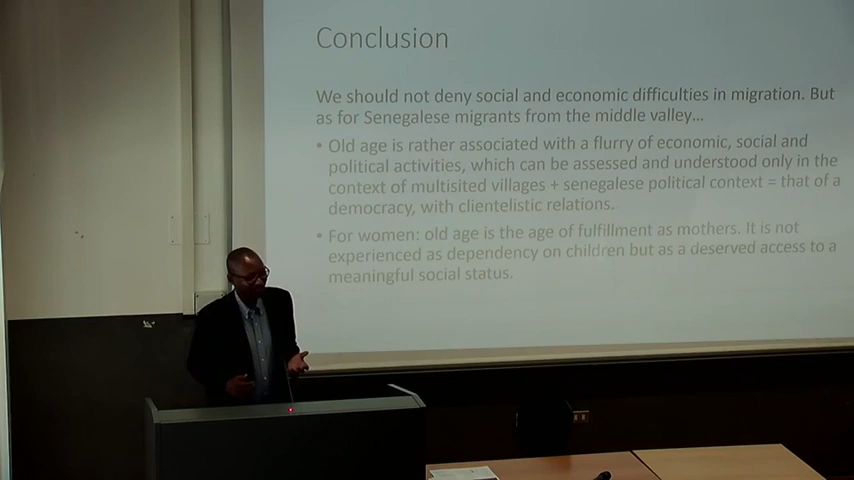 Conclusion
We should not deny social and economic difficulties in migration. But
as for Senegalese migrants from the middle valley...
• Old age is rather associated with a flurry of economic, social and
political activities, which can be assessed and understood only in the
context of multisited villages + senegalese political context = that of a
democracy, with clientelistic relations.
• For women: old age is the age of fulfillment as mothers. It is not
experienced as dependency on children but as a deserved access to a
meaningful social status.